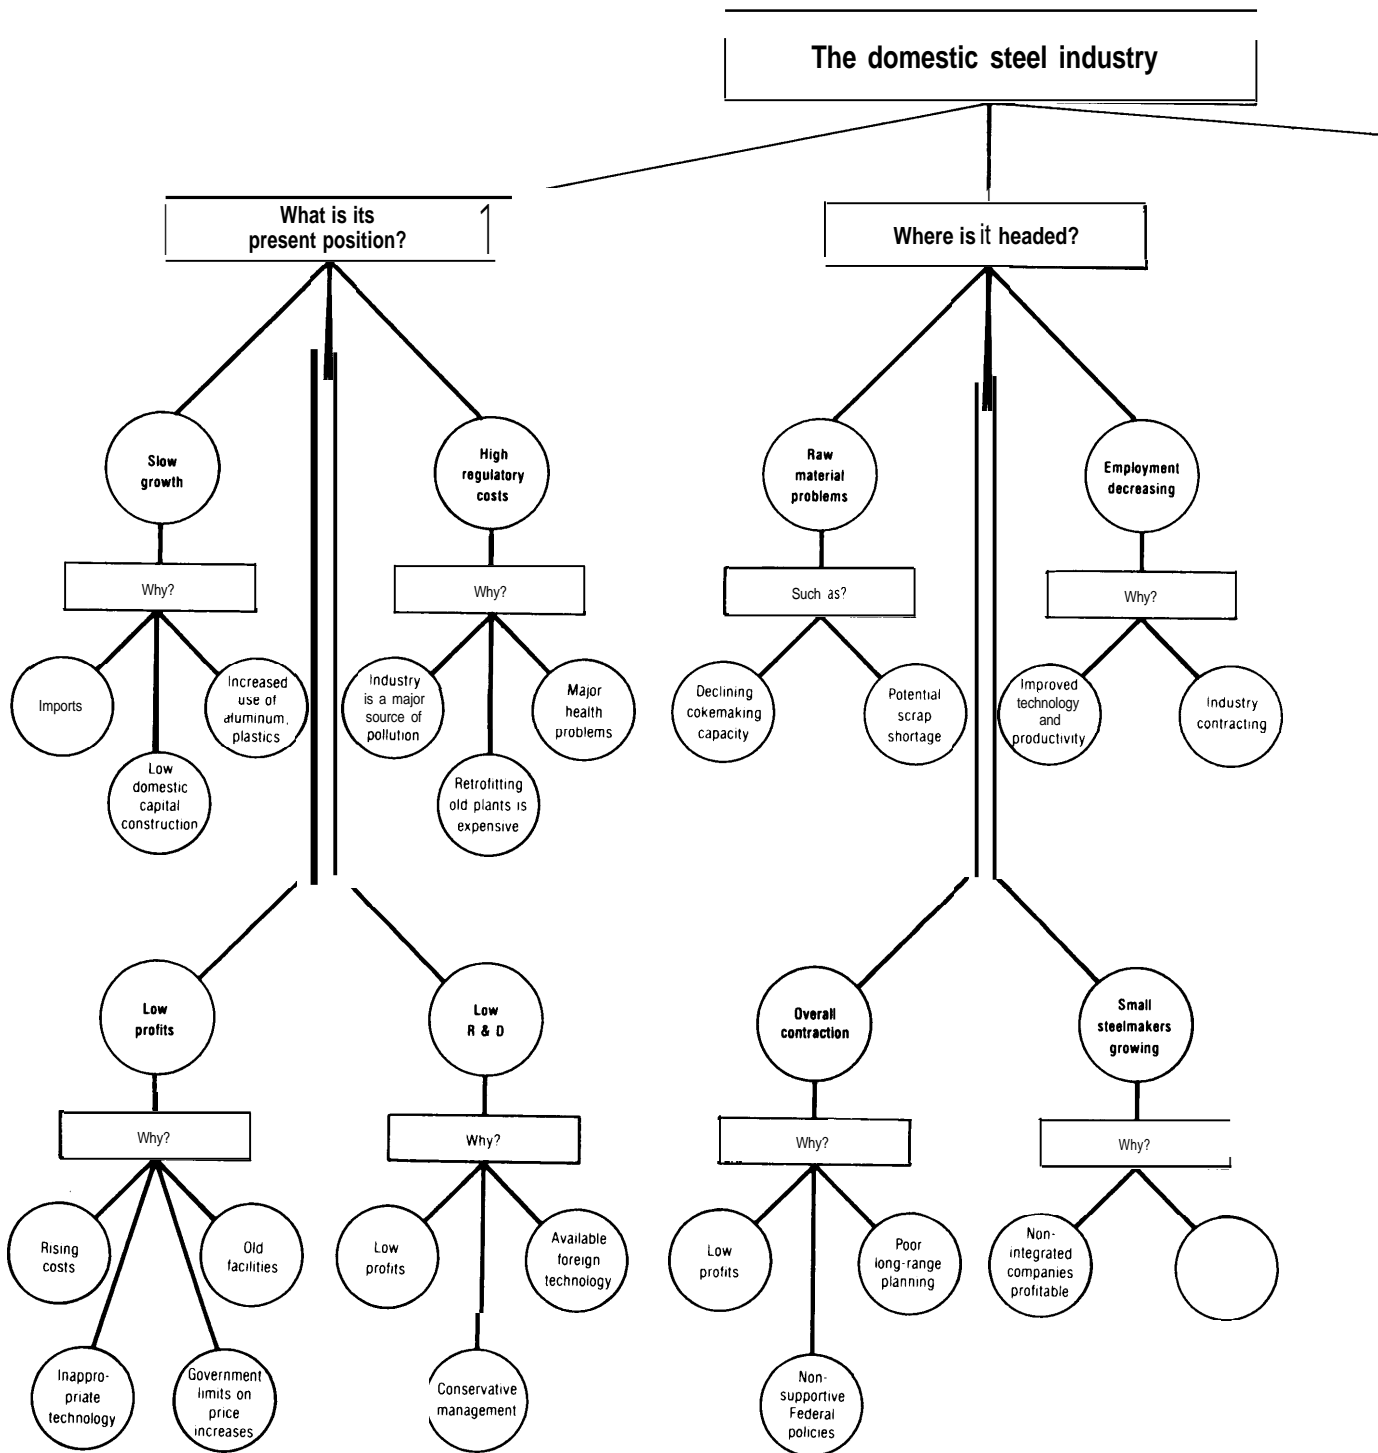 The domestic steel industry
What is its
present position?
Where is it headed?
Slow
growth
High
regulatory
costs
Raw
material
problems
Employment
decreasing
Why?
Why?
Such as?
Why?
Imports
Low
domestic
capital
construction
Increased
use of
aluminum,
plastics
Industry
is a major
source of
pollution
Retrofitting
old plants is
expensive
Major
health
problems
Declining
cokemaking
capacity
Potential
scrap
shortage
Improved
technology
and
productivity
Industry
contracting
Low
profits
Low
R & D
Overall
contraction
Small
steelmakers
growing
Why?
Why?
Why?
Why?
Rising
costs
Inappro-
priate
technology
Government
limits on
price
increases
Old
facilities
Low
profits
Conservative
management
Available
foreign
technology
Low
profits
Non-
supportive
Federal
policies
Poor
long-range
planning
Non-
integrated
companies
profitable